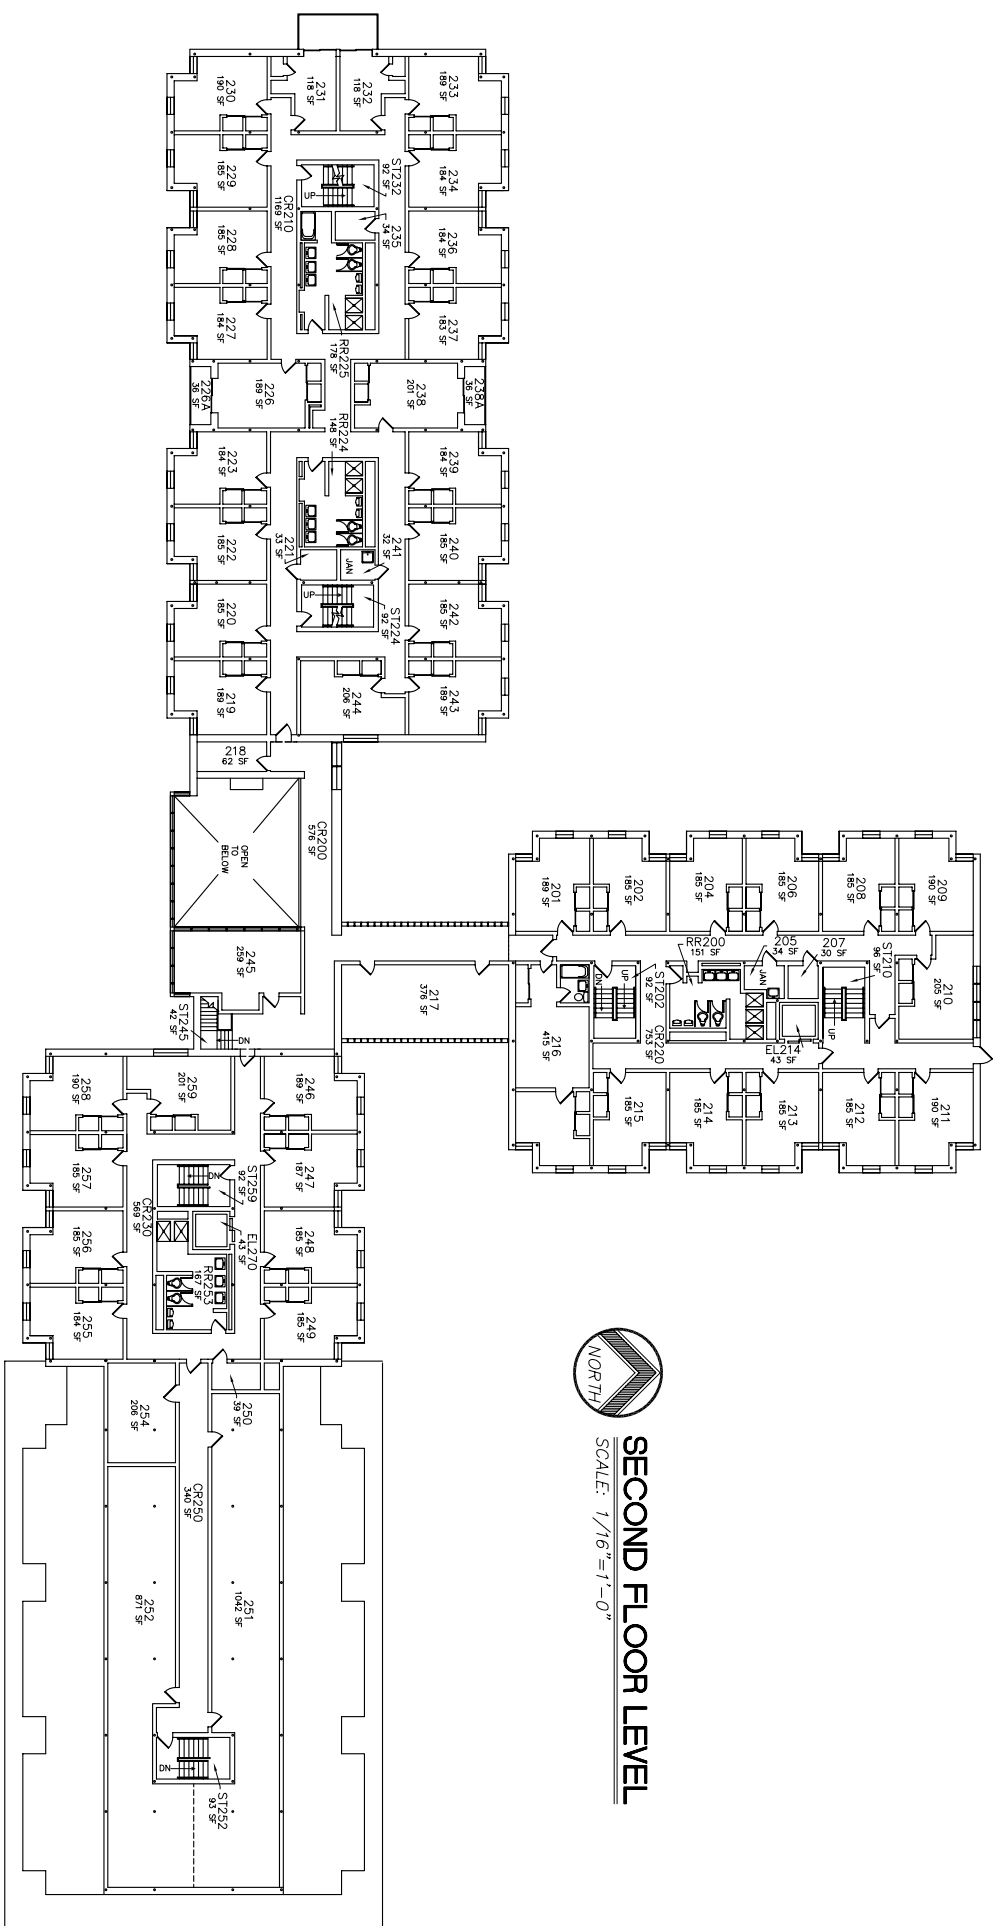 230
190 SF
231
118 SF
232
118 SF
233
189 SF
229
185 SF
ST232
92 SF
UP
234
184 SF
CR210
1169 SF
235
34 SF
228
185 SF
236
184 SF
227
184 SF
237
183 SF
RR225
178 SF
226A
36 SF
226
189 SF
238
201 SF
238A
36 SF
RR224
148 SF
223
184 SF
239
184 SF
222
185 SF
221
33 SF
241
32 SF
JAN
240
185 SF
UP
ST224
92 SF
220
185 SF
242
185 SF
219
189 SF
244
206 SF
243
189 SF
218
62 SF
CR200
576 SF
OPEN
TO
BELOW
245
259 SF
ST245
42 SF
DN
217
376 SF
201
189 SF
202
185 SF
204
185 SF
206
185 SF
208
185 SF
209
190 SF
RR200
151 SF
205
34 SF
207
30 SF
ST210
96 SF
210
205 SF
JAN
DN
UP
ST202
92 SF
CR220
753 SF
UP
EL214
43 SF
216
415 SF
215
185 SF
214
185 SF
213
185 SF
212
185 SF
211
190 SF
258
190 SF
259
201 SF
246
189 SF
257
185 SF
DN
ST259
92 SF
247
187 SF
CR230
569 SF
EL270
43 SF
256
185 SF
248
185 SF
RR253
167 SF
255
184 SF
249
185 SF
254
206 SF
250
39 SF
CR250
340 SF
252
871 SF
251
1042 SF
DN
ST252
93 SF
NORTH
SECOND FLOOR LEVEL
SCALE: 1/16"=1'-0"